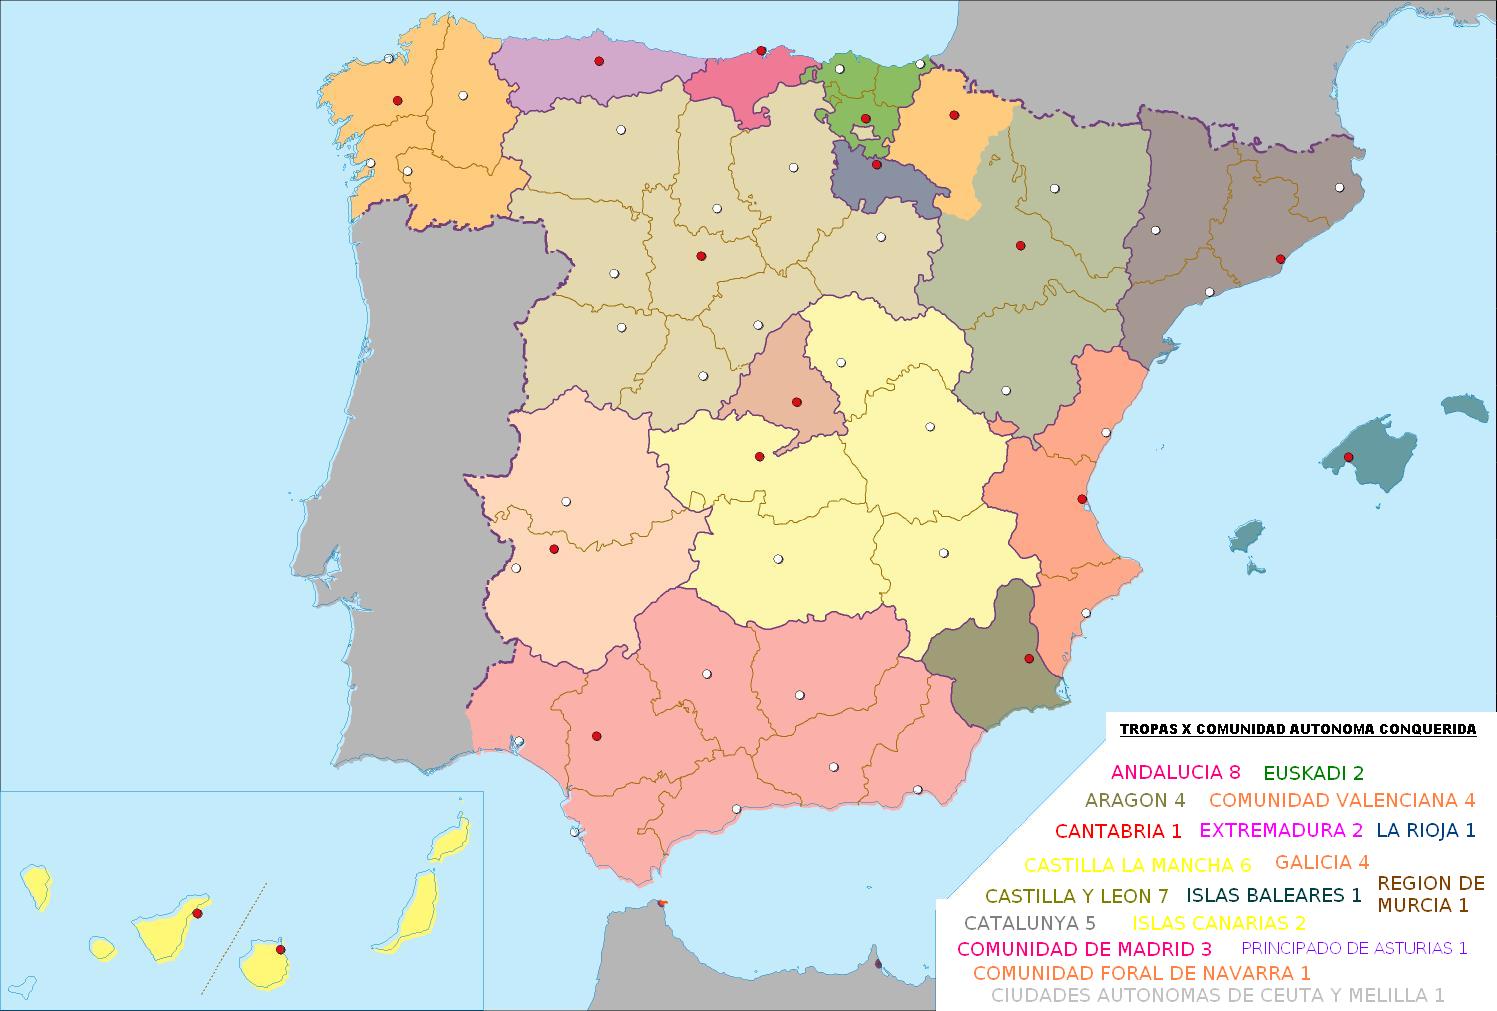 TROPAS X COMUNIDAD AUTONOMA CONQUERIDA
ANDALUCIA 8 EUSKADI 2
ARAGON 4 COMUNIDAD VALENCIANA 4
CANTABRIA 1 EXTREMADURA 2 LA RIOJA 1
CASTILLA LA MANCHA 6 GALICIA 4
CASTILLA Y LEON 7 ISLAS BALEARES 1
REGION DE
MURCIA 1
CATALUNYA 5 ISLAS CANARIAS 2
COMUNIDAD DE MADRID 3 PRINCIPADO DE ASTURIAS 1
COMUNIDAD FORAL DE NAVARRA 1
CIUDADES AUTONOMAS DE CEUTA Y MELILLA 1